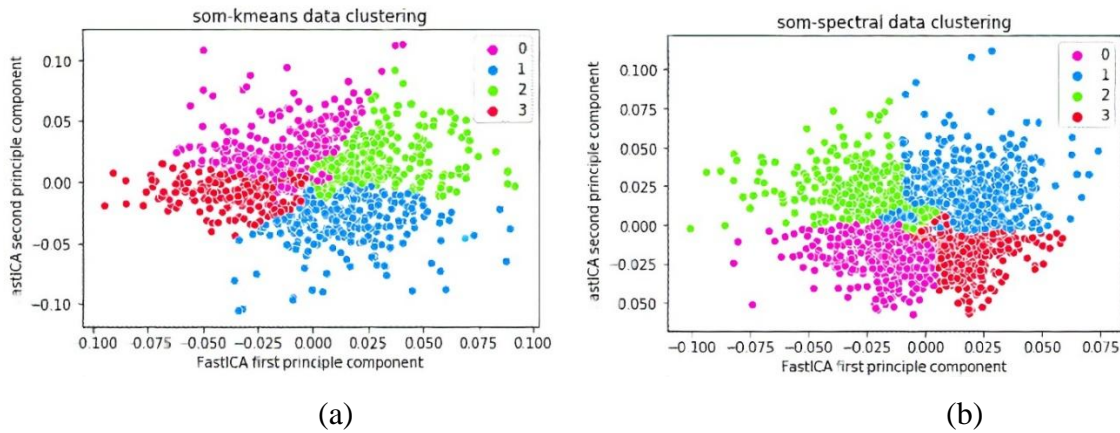 som-kmeans data clustering
0
1
2
3
0.10
0.05
0.00
−0.05
−0.10
astICA second principle component
0.100 −0.075 −0.050 −0.025 0.000 0.025 0.050 0.075 0.100
FastICA first principle component
(a)
som-spectral data clustering
0
1
2
3
0.100
0.075
0.050
0.025
0.000
−0.025
0.050
astICA second principle component
−0.100 −0.075 −0.050 −0.025 0.000 0.025 0.050 0.075
FastICA first principle component
(b)